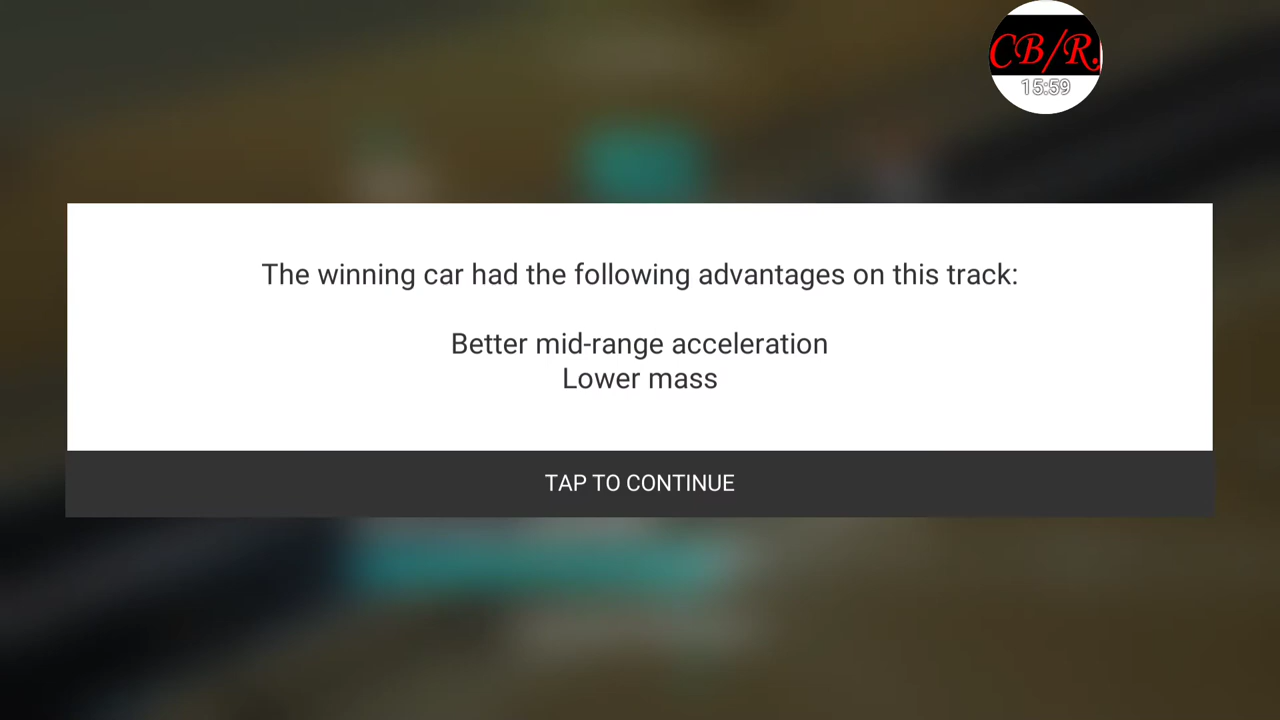 CB/R.
15:59
The winning car had the following advantages on this track:
Better mid-range acceleration
Lower mass
TAP TO CONTINUE